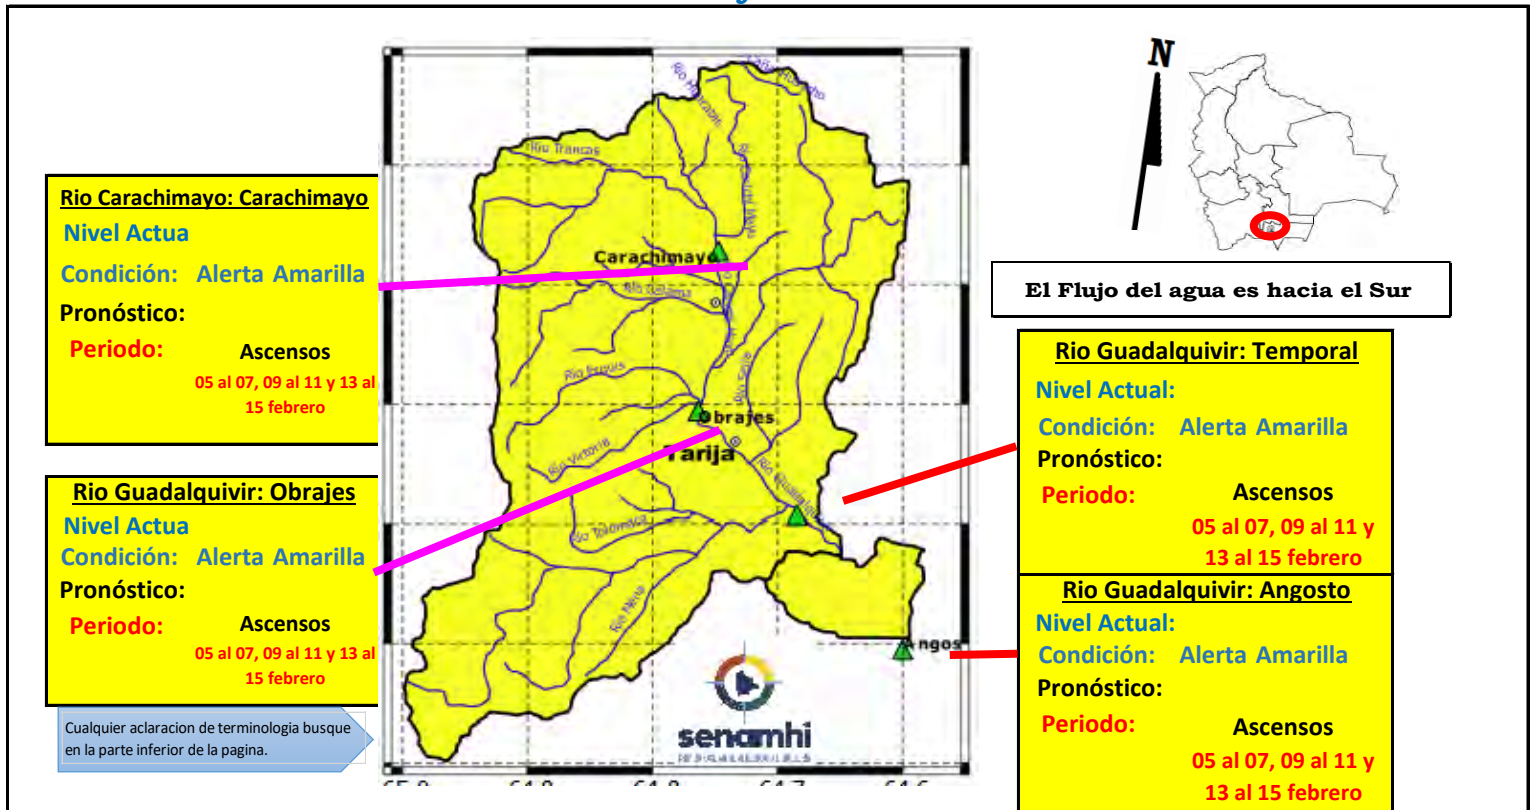 Rio Carachimayo: Carachimayo
Nivel Actua
Condición: Alerta Amarilla
Pronóstico:
Periodo: Ascensos
05 al 07, 09 al 11 y 13 al
15 febrero
Rio Guadalquivir: Obrajes
Nivel Actua
Condición: Alerta Amarilla
Pronóstico:
Periodo: Ascensos
05 al 07, 09 al 11 y 13 al
15 febrero
Cualquier aclaracion de terminologia busque
en la parte inferior de la pagina.
Rio Trancas
Carachimayo
Rio Erquis
Obrajes
Tarija
Rio Victoria
Rio Guadalqu
Rio Tolomosa
Rio Sella
Rio Nexa
Angos
senamhi
N
El Flujo del agua es hacia el Sur
Rio Guadalquivir: Temporal
Nivel Actual:
Condición: Alerta Amarilla
Pronóstico:
Periodo: Ascensos
05 al 07, 09 al 11 y
13 al 15 febrero
Rio Guadalquivir: Angosto
Nivel Actual:
Condición: Alerta Amarilla
Pronóstico:
Periodo: Ascensos
05 al 07, 09 al 11 y
13 al 15 febrero